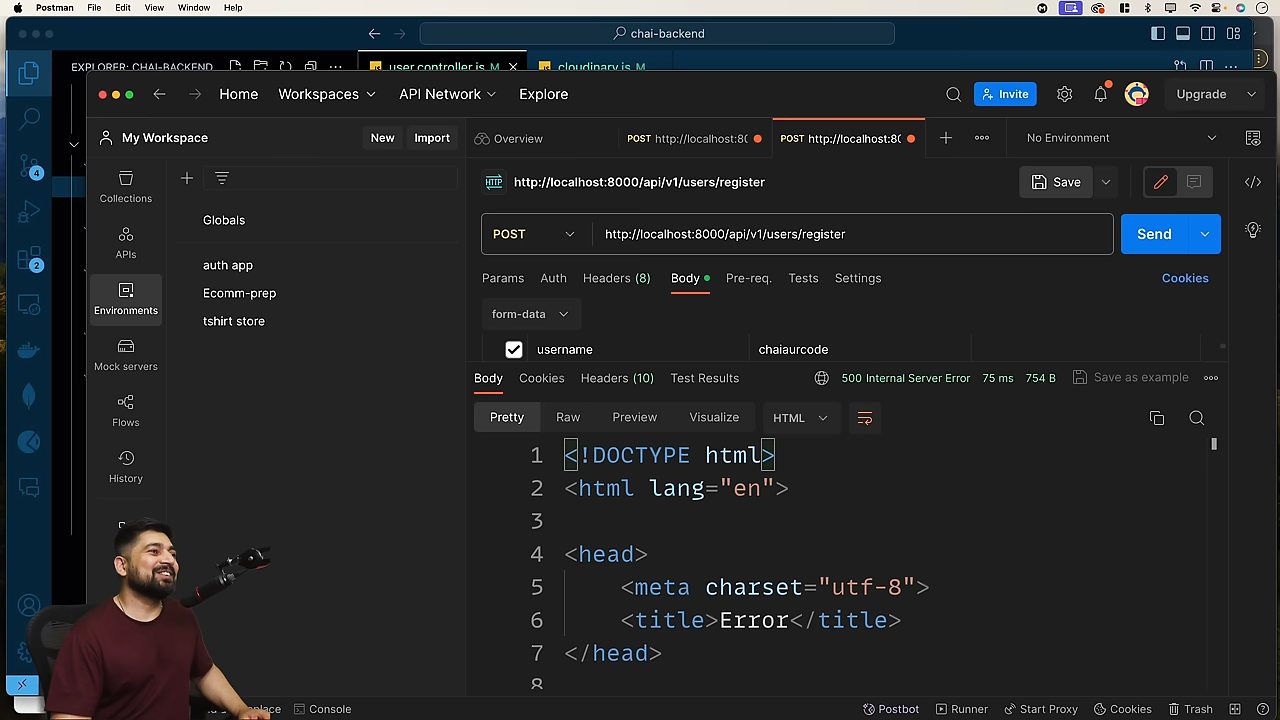 Postman File Edit View Window Help
chai-backend
EXPLORER: CHAI-BACKEND
user.controller.js M
cloudinary.js M
Home Workspaces API Network Explore
Invite
Upgrade
My Workspace
New Import
Overview
POST http://localhost:80
POST http://localhost:80
No Environment
Collections
APIs
Environments
Mock servers
Flows
History
4
2
Globals
auth app
Ecomm-prep
tshirt store
HTTP http://localhost:8000/api/v1/users/register
Save
POST http://localhost:8000/api/v1/users/register
Send
Params Auth Headers (8) Body Pre-req. Tests Settings
Cookies
form-data
username chaiaurcode
Body Cookies Headers (10) Test Results
500 Internal Server Error 75 ms 754 B
Save as example
Pretty Raw Preview Visualize HTML
1 <!DOCTYPE html>
2 <html lang="en">
3
4 <head>
5 <meta charset="utf-8">
6 <title>Error</title>
7 </head>
8
Console
Postbot Runner Start Proxy Cookies Trash